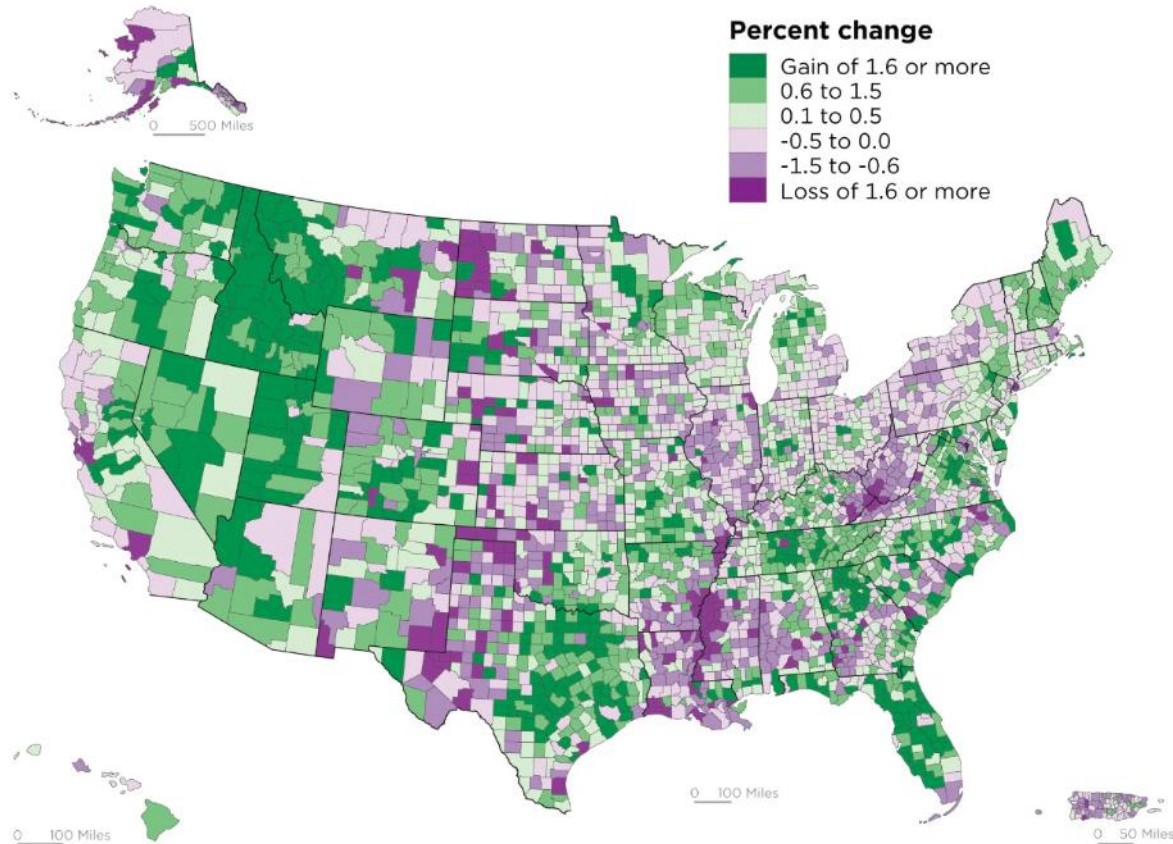 Percent change
Gain of 1.6 or more
0.6 to 1.5
0.1 to 0.5
-0.5 to 0.0
-1.5 to -0.6
Loss of 1.6 or more
0 500 Miles
0 100 Miles
0 100 Miles
0 50 Miles